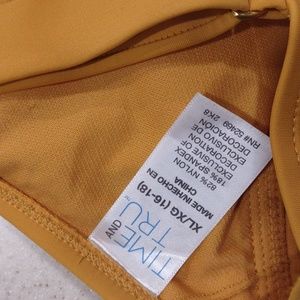 TIME
AND
TRU™
XL/XG (16-18)
MADE IN/HECHO EN
CHINA
82% NYLON
18% SPANDEX
EXCLUSIVE OF
DECORATION
EXCLUSIVO DE
DECORACIÓN
RN# 52469 2K8